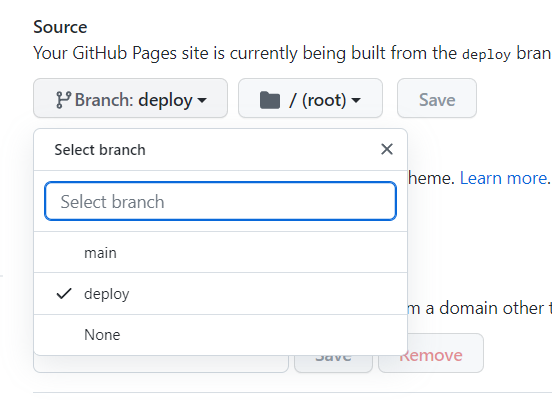 Source
Your GitHub Pages site is currently being built from the deploy bran
Branch: deploy / (root) Save
Select branch
heme. Learn more.
Select branch
main
deploy
m a domain other t
None
Save Remove